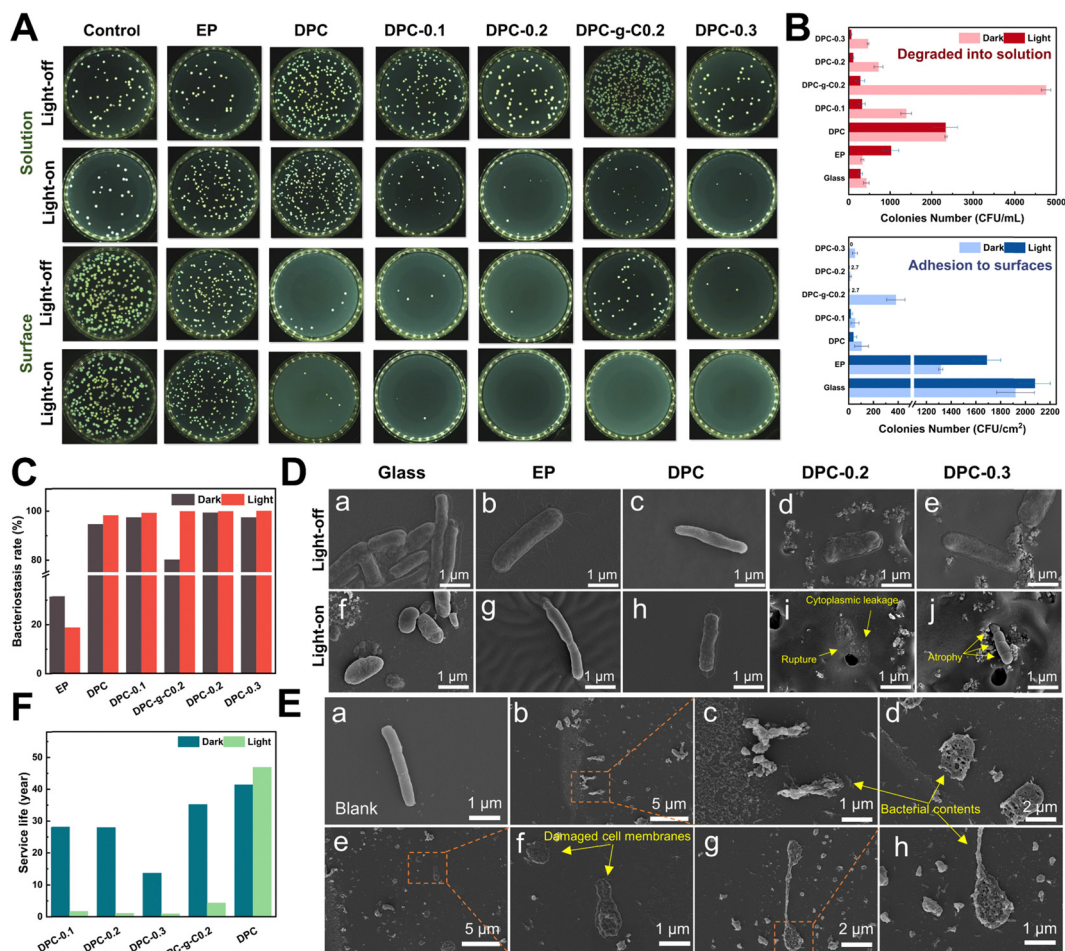 A
Control EP DPC DPC-0.1 DPC-0.2 DPC-g-C0.2 DPC-0.3
Solution
Light-off
Light-on
Surface
Light-off
Light-on
B
Dark Light
Degraded into solution
DPC-0.3
DPC-0.2
DPC-g-C0.2
DPC-0.1
DPC
EP
Glass
0 1000 2000 3000 4000 5000
Colonies Number (CFU/mL)
Dark Light
Adhesion to surfaces
DPC-0.3 0
DPC-0.2 2.7
DPC-g-C0.2 2.7
DPC-0.1
DPC
EP
Glass
0 200 400 1200 1400 1600 1800 2000 2200
Colonies Number (CFU/cm²)
C
Dark Light
Bacteriostasis rate (%)
100
80
20
0
EP DPC DPC-0.1 DPC-g-C0.2 DPC-0.2 DPC-0.3
D
Glass EP DPC DPC-0.2 DPC-0.3
Light-off
a b c d e
1 μm 1 μm 1 μm 1 μm 1 μm
Light-on
f g h i j
Cytoplasmic leakage
Rupture
Atrophy
1 μm 1 μm 1 μm 1 μm 1 μm
F
Dark Light
Service life (year)
60
50
40
30
20
10
0
DPC-0.1 DPC-0.2 DPC-0.3 DPC-g-C0.2 DPC
E
a b c d
Blank
1 μm 5 μm 1 μm 2 μm
Bacterial contents
e f g h
Damaged cell membranes
5 μm 1 μm 2 μm 1 μm